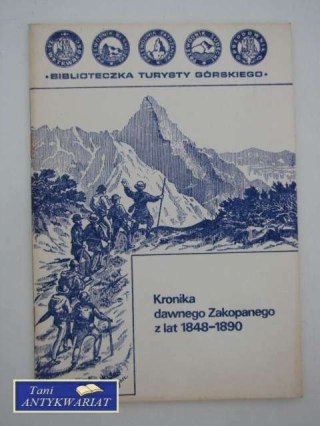 •BIBLIOTECZKA TURYSTY GÓRSKIEGO•
Kronika
dawnego Zakopanego
z lat 1848-1890
Tani
ANTYKWARIAT